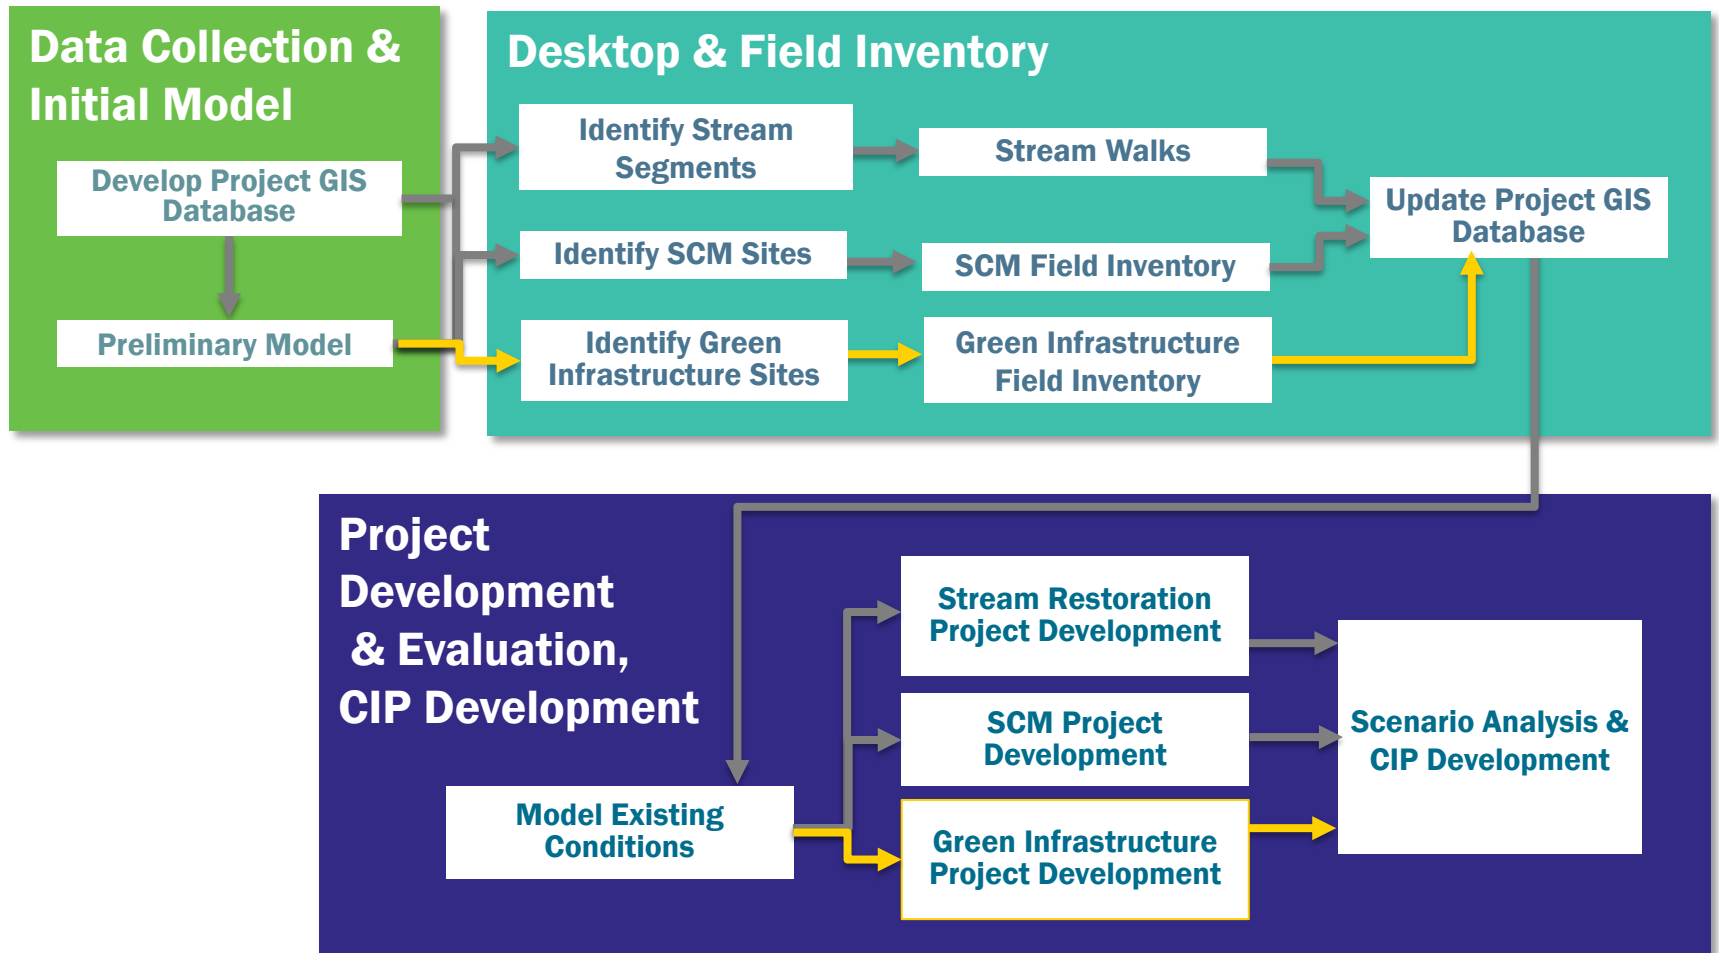 Data Collection &
Initial Model
Develop Project GIS
Database
Preliminary Model
Desktop & Field Inventory
Identify Stream
Segments
Stream Walks
Identify SCM Sites
SCM Field Inventory
Identify Green
Infrastructure Sites
Green Infrastructure
Field Inventory
Update Project GIS
Database
Project
Development
& Evaluation,
CIP Development
Model Existing
Conditions
Stream Restoration
Project Development
SCM Project
Development
Green Infrastructure
Project Development
Scenario Analysis &
CIP Development